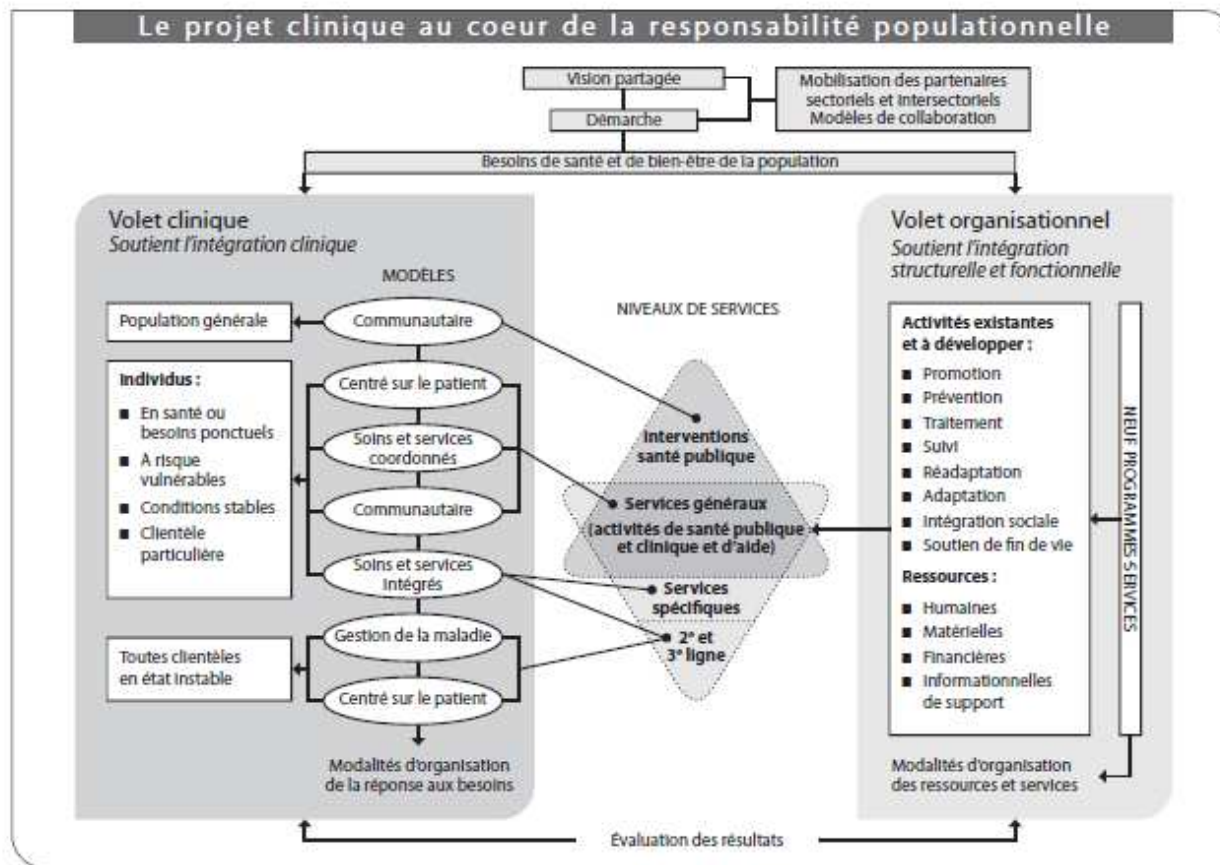 Le projet clinique au coeur de la responsabilité populationnelle
Vision partagée
Démarche
Mobilisation des partenaires
sectoriels et intersectoriels
Modèles de collaboration
Besoins de santé et de bien-être de la population
Volet clinique
Soutient l'intégration clinique
MODÈLES
Population générale
Individus :
■ En santé ou
besoins ponctuels
■ A risque
vulnérables
■ Conditions stables
■ Clientèle
particulière
Toutes clientèles
en état instable
Communautaire
Centré sur le patient
Soins et services
coordonnés
Communautaire
Soins et services
intégrés
Gestion de la maladie
Centré sur le patient
Modalités d'organisation
de la réponse aux besoins
NIVEAUX DE SERVICES
Interventions
santé publique
Services généraux
(activités de santé publique
et clinique et d'aide)
Services
spécifiques
2e et
3e ligne
Volet organisationnel
Soutient l'intégration
structurelle et fonctionnelle
Activités existantes
et à développer :
■ Promotion
■ Prévention
■ Traitement
■ Suivi
■ Réadaptation
■ Adaptation
■ Intégration sociale
■ Soutien de fin de vie
Ressources :
■ Humaines
■ Matérielles
■ Financières
■ Informationnelles
de support
NEUF PROGRAMMES SERVICES
Modalités d'organisation
des ressources et services
Évaluation des résultats